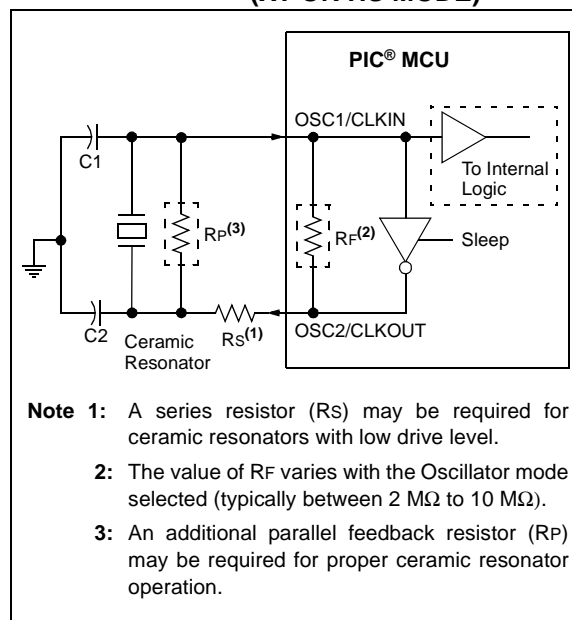 PIC® MCU
OSC1/CLKIN
C1
To Internal
Logic
RP(3)
RF(2)
Sleep
C2
Ceramic
Resonator
RS(1)
OSC2/CLKOUT
Note 1: A series resistor (RS) may be required for
ceramic resonators with low drive level.
2: The value of RF varies with the Oscillator mode
selected (typically between 2 MΩ to 10 MΩ).
3: An additional parallel feedback resistor (RP)
may be required for proper ceramic resonator
operation.